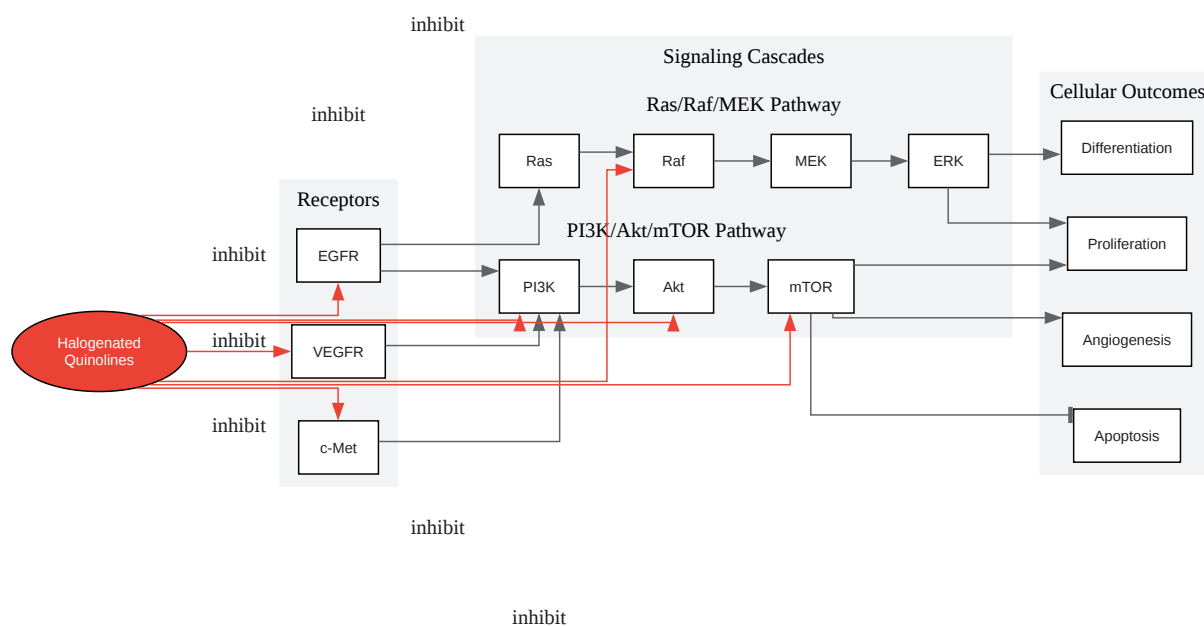 inhibit
Signaling Cascades
Ras/Raf/MEK Pathway
Cellular Outcomes
inhibit
Ras
Raf
MEK
ERK
Differentiation
Receptors
PI3K/Akt/mTOR Pathway
EGFR
inhibit
Proliferation
PI3K
Akt
mTOR
Halogenated
Quinolines
inhibit
VEGFR
Angiogenesis
inhibit
c-Met
Apoptosis
inhibit
inhibit